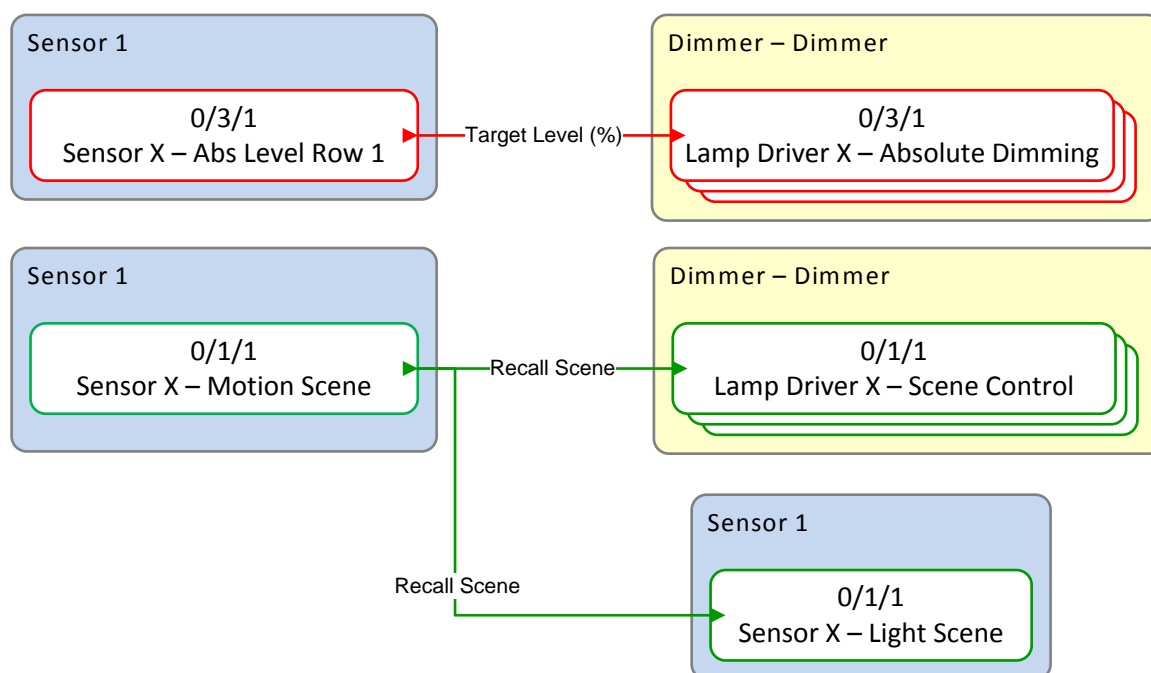 Sensor 1
0/3/1
Sensor X – Abs Level Row 1
Target Level (%)
Dimmer – Dimmer
0/3/1
Lamp Driver X – Absolute Dimming
Sensor 1
0/1/1
Sensor X – Motion Scene
Recall Scene
Dimmer – Dimmer
0/1/1
Lamp Driver X – Scene Control
Recall Scene
Sensor 1
0/1/1
Sensor X – Light Scene